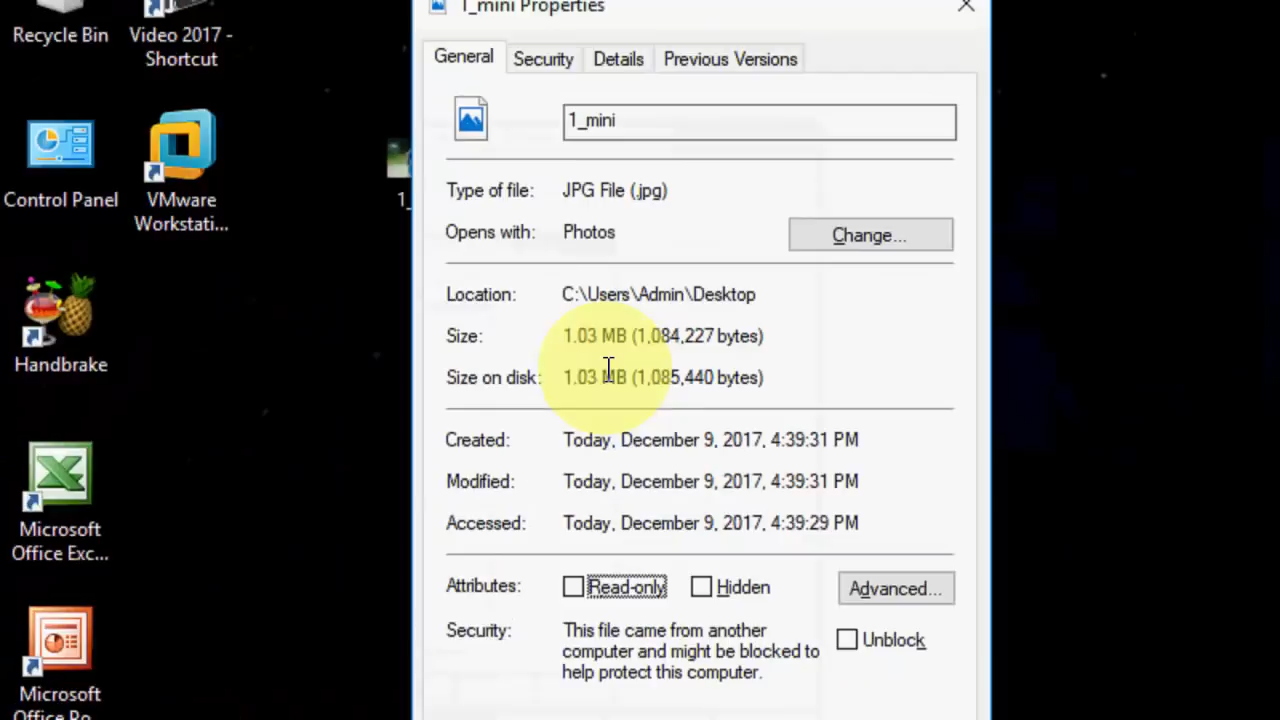 1_mini Properties
Recycle Bin
Video 2017 -
Shortcut
General
Security
Details
Previous Versions
1_mini
Control Panel
VMware
Workstati...
1_
Type of file: JPG File (.jpg)
Opens with: Photos
Change...
Location: C:\Users\Admin\Desktop
Size: 1.03 MB (1,084,227 bytes)
Size on disk: 1.03 MB (1,085,440 bytes)
Handbrake
Created: Today, December 9, 2017, 4:39:31 PM
Modified: Today, December 9, 2017, 4:39:31 PM
Accessed: Today, December 9, 2017, 4:39:29 PM
Microsoft
Office Exc...
Attributes: Read-only Hidden Advanced...
Security: This file came from another
computer and might be blocked to
help protect this computer.
Unblock
Microsoft
Office Po...